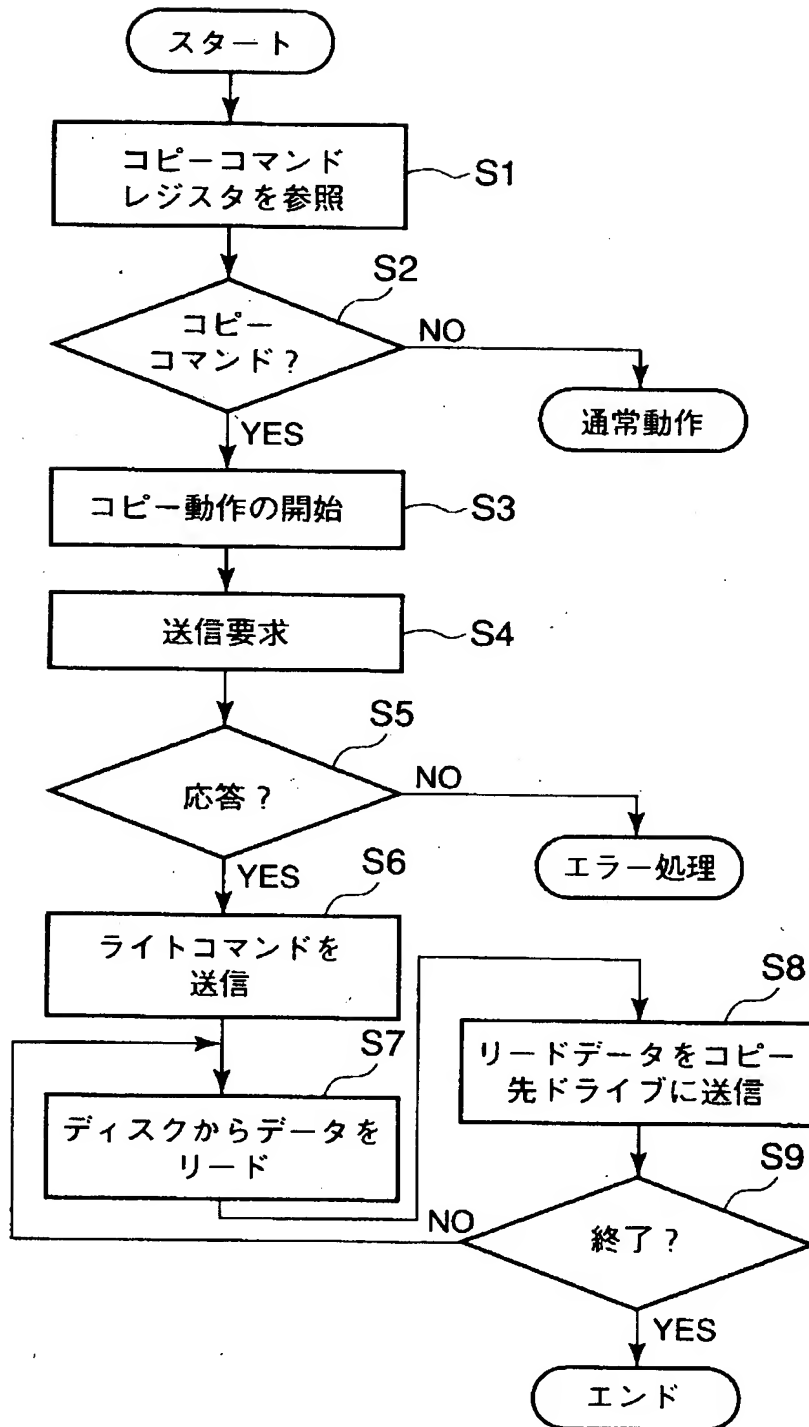 スタート
コピーコマンド
レジスタを参照
S1
S2
コピー
コマンド?
NO
通常動作
YES
コピー動作の開始
S3
送信要求
S4
S5
応答?
NO
エラー処理
YES
S6
ライトコマンドを
送信
S7
ディスクからデータを
リード
S8
リードデータをコピー
先ドライブに送信
S9
終了?
NO
YES
エンド